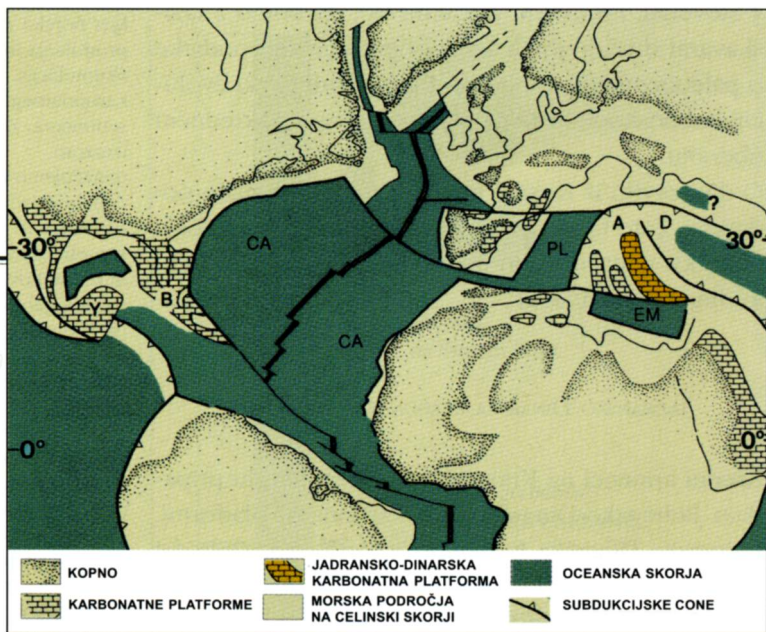 ?
30°
CA
PL
A
D
30°
Y
B
EM
CA
0°
0°
KOPNO
KARBONATNE PLATFORME
JADRANSKO-DINARSKA
KARBONATNA PLATFORMA
MORSKA PODROČJA
NA CELINSKI SKORJI
OCEANSKA SKORJA
SUBDUKCIJSKE CONE